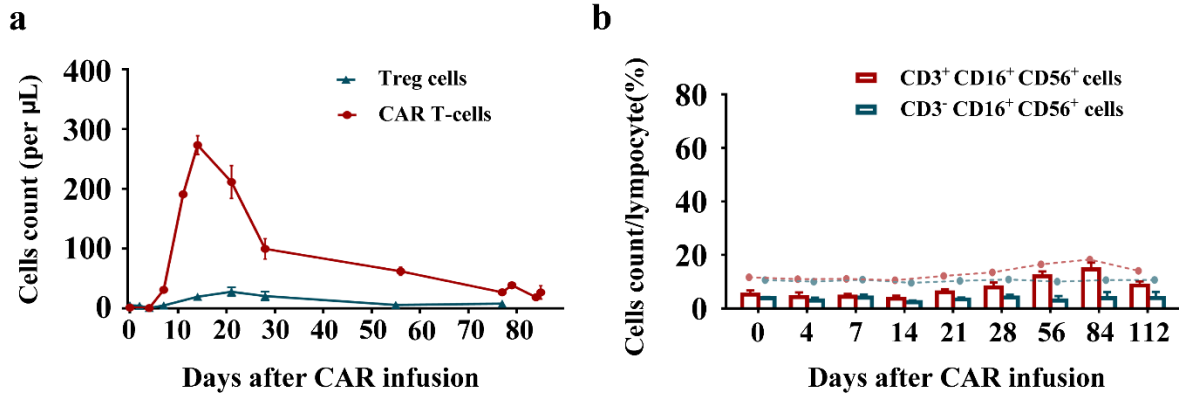 a
Cells count (per μL)
400
300
200
100
0
Treg cells
CAR T-cells
0 10 20 30 40 50 60 70 80
Days after CAR infusion
b
Cells count/lympocyte(%)
80
60
40
20
0
CD3⁺ CD16⁺ CD56⁺ cells
CD3⁻ CD16⁺ CD56⁺ cells
0 4 7 14 21 28 56 84 112
Days after CAR infusion